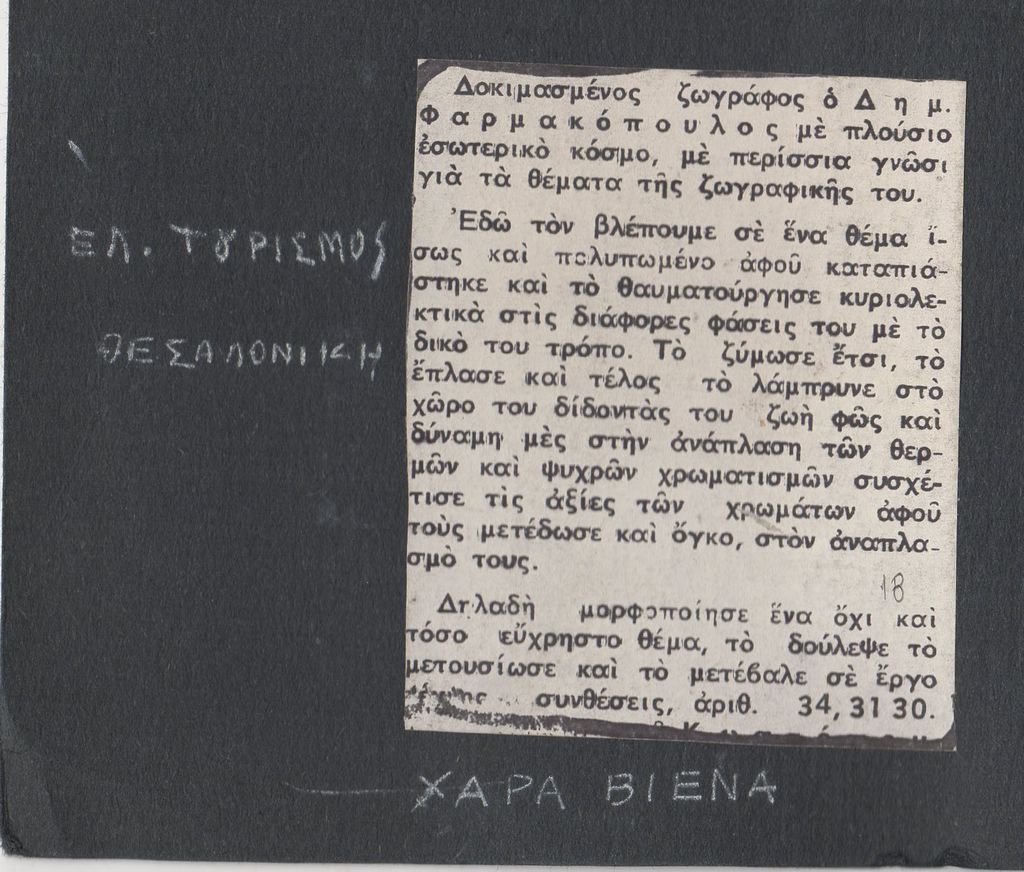 Δοκιμασμένος ζωγράφος ὁ Δημ.
Φαρμακόπουλος μὲ πλούσιο
ἐσωτερικὸ κόσμο, μὲ περίσσια γνῶσι
γιὰ τὰ θέματα τῆς ζωγραφικῆς του.
Ἐδῶ τὸν βλέπουμε σὲ ἕνα θέμα ἴ-
σως καὶ πολυπωμένο ἀφοῦ καταπιά-
στηκε καὶ τὸ θαυματούργησε κυριολε-
κτικὰ στὶς διάφορες φάσεις του μὲ τὸ
δικὸ του τρόπο. Τὸ ζύμωσε ἔτσι, τὸ
ἔπλασε καὶ τέλος τὸ λάμπρυνε στὸ
χῶρο του δίδοντὰς του ζωὴ φῶς καὶ
δύναμη μὲς στὴν ἀνάπλαση τῶν θερ-
μῶν καὶ ψυχρῶν χρωματισμῶν συσχέ-
τισε τὶς ἀξίες τῶν χρωμάτων ἀφοῦ
τοὺς μετέδωσε καὶ ὄγκο, στὸν ἀναπλα-
σμὸ τους.
18
Δηλαδὴ μορφοποίησε ἕνα ὄχι καὶ
τόσο εὔχρηστο θέμα, τὸ δούλεψε τὸ
μετουσίωσε καὶ τὸ μετέβαλε σὲ ἔργο
συνθέσεις, ἀριθ. 34, 31 30.
ΕΛ. ΤȢΡΙΣΜΟΣ
ΘΕΣΑΛΟΝΙΚΗ
ΧΑΡΑ ΒΙΕΝΑ